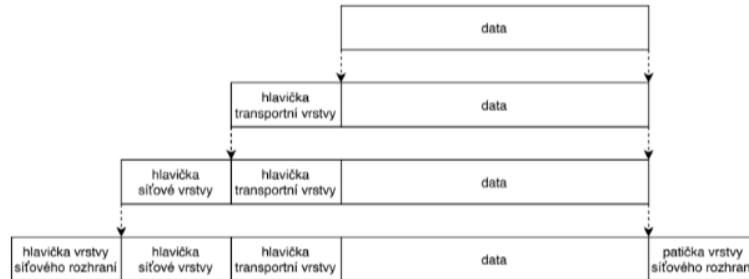 data
hlavička
transportní vrstvy
data
hlavička
síťové vrstvy
hlavička
transportní vrstvy
data
hlavička vrstvy
síťového rozhraní
hlavička
síťové vrstvy
hlavička
transportní vrstvy
data
patička vrstvy
síťového rozhraní